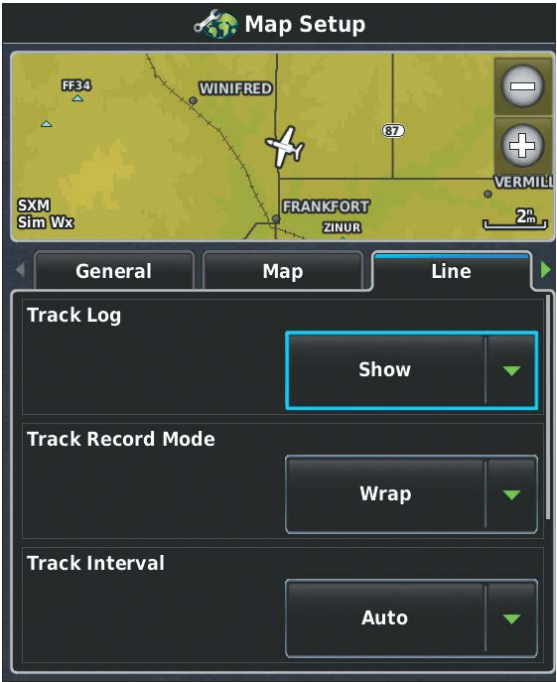 Map Setup
FF34
WINIFRED
87
VERMILL
SXM
Sim Wx
FRANKFORT
ZINUR
2nm
General
Map
Line
Track Log
Show
Track Record Mode
Wrap
Track Interval
Auto